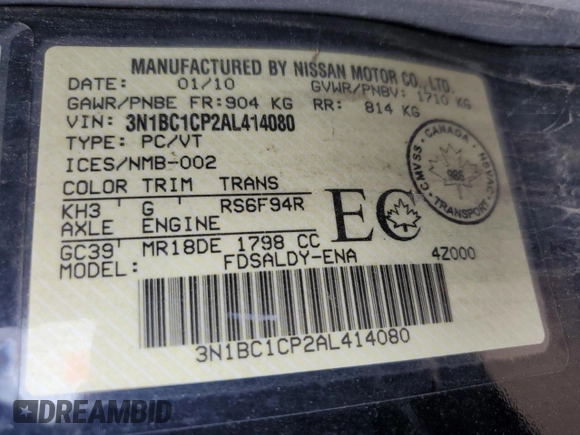 MANUFACTURED BY NISSAN MOTOR CO., LTD.
DATE: 01/10 GVWR/PNBV: 1710 KG
GAWR/PNBE FR: 904 KG RR: 814 KG
VIN: 3N1BC1CP2AL414080
TYPE: PC/VT
ICES/NMB-002
COLOR TRIM TRANS
KH3 G RS6F94R
AXLE ENGINE
GC39 MR18DE 1798 CC
MODEL: FDSALDY-ENA 4Z000
CANADA
CMVSS NSVAC
TRANSPORT
EC
3N1BC1CP2AL414080
DREAMBID